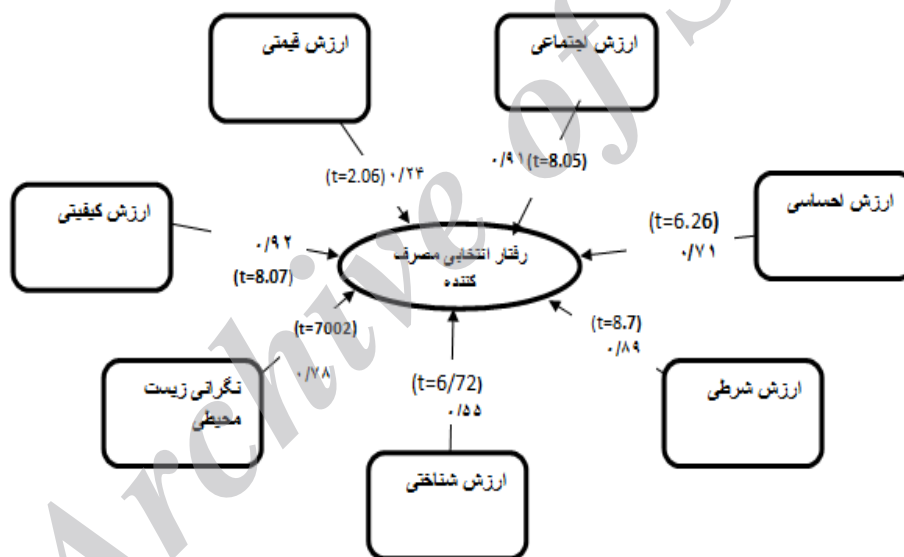 ارزش اجتماعی
ارزش قیمتی
۰/۹۱ (t=8.05)
(t=2.06) ۰/۲۴
ارزش احساسی
(t=6.26)
۰/۷۱
ارزش کیفیتی
۰/۹۲
(t=8.07)
رفتار انتخابی مصرف
کننده
(t=8.7)
۰/۸۹
ارزش شرطی
(t=7002)
۰/۷۸
نگرانی زیست
محیطی
(t=6/72)
۰/۵۵
ارزش شناختی
Archive of S